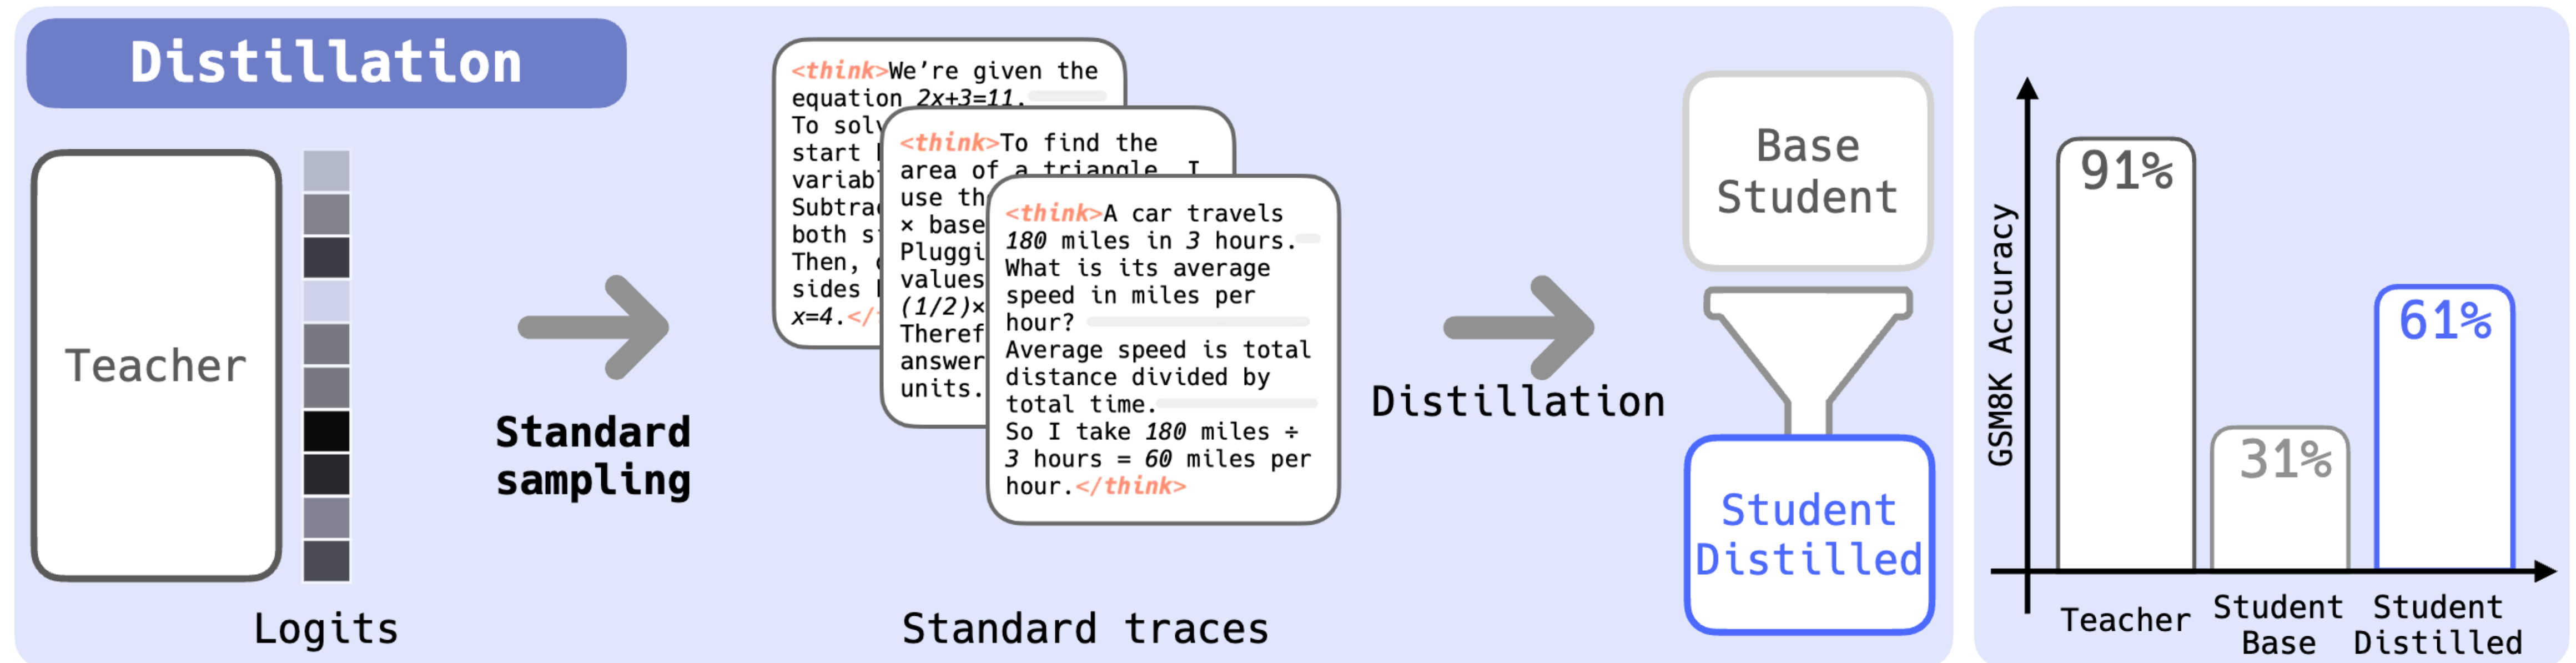 Distillation
Teacher
Logits
Standard
sampling
<think>We're given the
equation 2x+3=11.
To solv
start
variab
Subtrac
both s
Then,
sides
x=4.</
<think>To find the
area of a triangle, I
use th
× base
Pluggi
values
(1/2)×
Theref
answer
units.
<think>A car travels
180 miles in 3 hours.
What is its average
speed in miles per
hour?
Average speed is total
distance divided by
total time.
So I take 180 miles ÷
3 hours = 60 miles per
hour.</think>
Standard traces
Distillation
Base
Student
Student
Distilled
GSM8K Accuracy
91%
31%
61%
Teacher
Student
Base
Student
Distilled